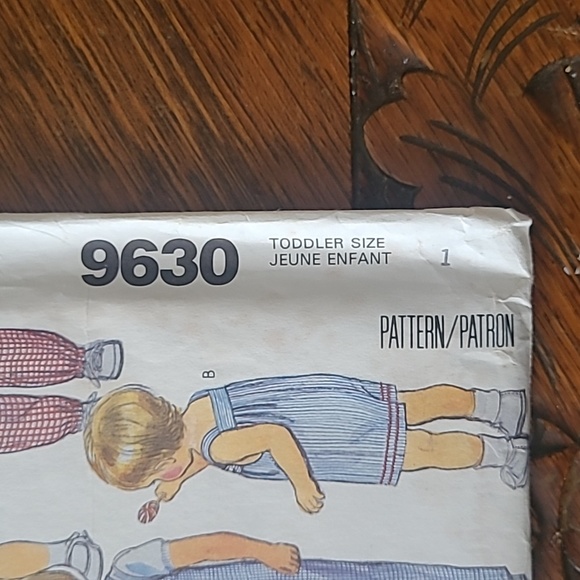 9630
TODDLER SIZE 1
JEUNE ENFANT
PATTERN/PATRON
B